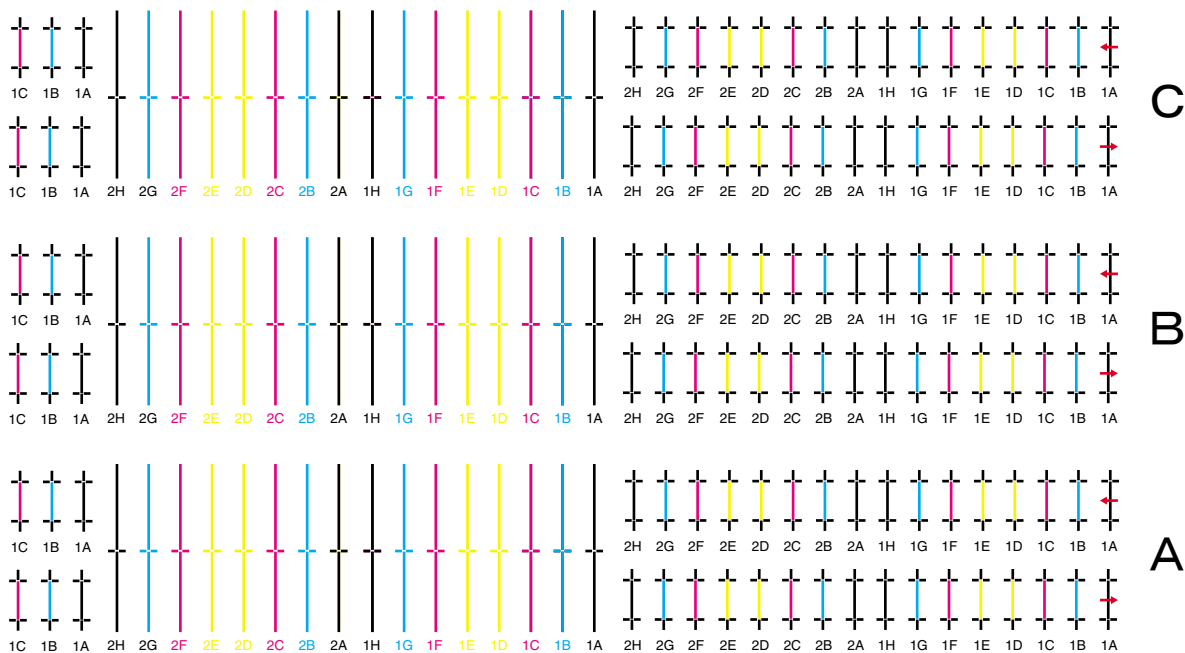 1C 1B 1A
2H 2G 2F 2E 2D 2C 2B 2A 1H 1G 1F 1E 1D 1C 1B 1A
C
1C 1B 1A 2H 2G 2F 2E 2D 2C 2B 2A 1H 1G 1F 1E 1D 1C 1B 1A 2H 2G 2F 2E 2D 2C 2B 2A 1H 1G 1F 1E 1D 1C 1B 1A
1C 1B 1A
2H 2G 2F 2E 2D 2C 2B 2A 1H 1G 1F 1E 1D 1C 1B 1A
B
1C 1B 1A 2H 2G 2F 2E 2D 2C 2B 2A 1H 1G 1F 1E 1D 1C 1B 1A 2H 2G 2F 2E 2D 2C 2B 2A 1H 1G 1F 1E 1D 1C 1B 1A
1C 1B 1A
2H 2G 2F 2E 2D 2C 2B 2A 1H 1G 1F 1E 1D 1C 1B 1A
A
1C 1B 1A 2H 2G 2F 2E 2D 2C 2B 2A 1H 1G 1F 1E 1D 1C 1B 1A 2H 2G 2F 2E 2D 2C 2B 2A 1H 1G 1F 1E 1D 1C 1B 1A